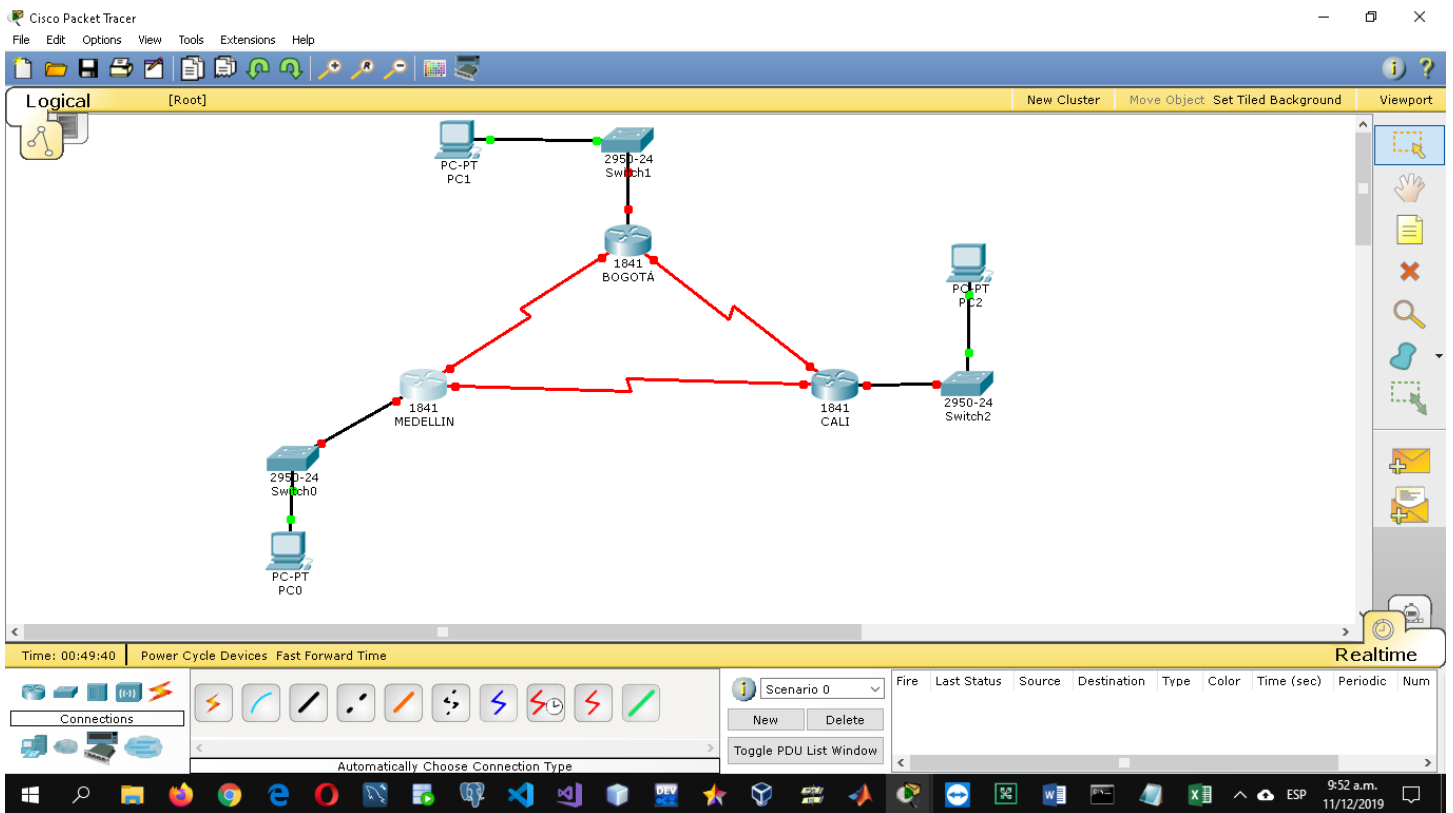 Cisco Packet Tracer
File Edit Options View Tools Extensions Help
Logical [Root] New Cluster Move Object Set Tiled Background Viewport
PC-PT
PC1
2950-24
Switch1
1841
BOGOTÁ
PC-PT
PC2
1841
MEDELLIN
1841
CALI
2950-24
Switch2
2950-24
Switch0
PC-PT
PC0
Time: 00:49:40 Power Cycle Devices Fast Forward Time Realtime
Connections
Automatically Choose Connection Type
Scenario 0
New Delete
Toggle PDU List Window
Fire Last Status Source Destination Type Color Time (sec) Periodic Num
DEV
ESP
9:52 a.m.
11/12/2019